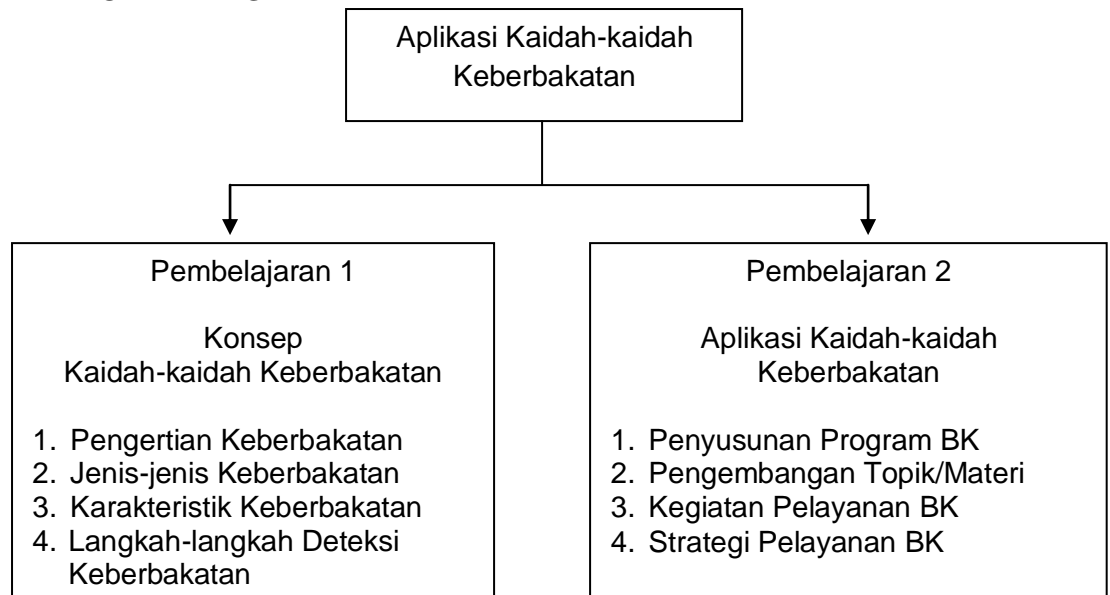 Aplikasi Kaidah-kaidah
Keberbakatan
Pembelajaran 1
Konsep
Kaidah-kaidah Keberbakatan
1. Pengertian Keberbakatan
2. Jenis-jenis Keberbakatan
3. Karakteristik Keberbakatan
4. Langkah-langkah Deteksi
Keberbakatan
Pembelajaran 2
Aplikasi Kaidah-kaidah
Keberbakatan
1. Penyusunan Program BK
2. Pengembangan Topik/Materi
3. Kegiatan Pelayanan BK
4. Strategi Pelayanan BK